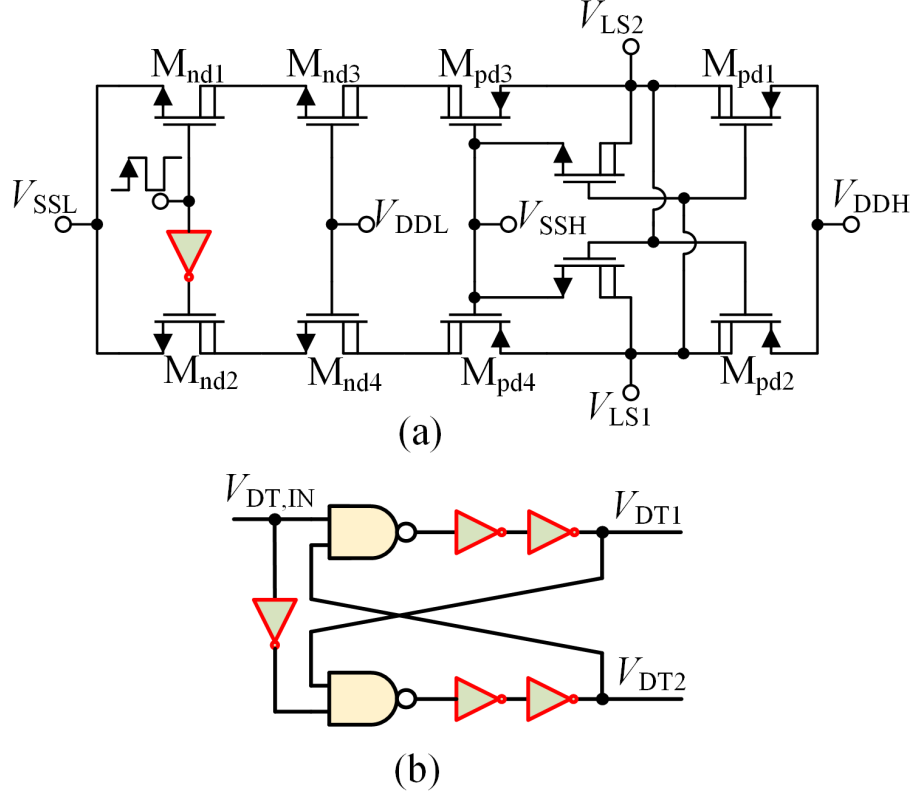 V_LS2
M_nd1 M_nd3 M_pd3 M_pd1
V_SSL V_DDL V_SSH V_DDH
M_nd2 M_nd4 M_pd4 M_pd2
V_LS1
(a)
V_DT,IN V_DT1
V_DT2
(b)